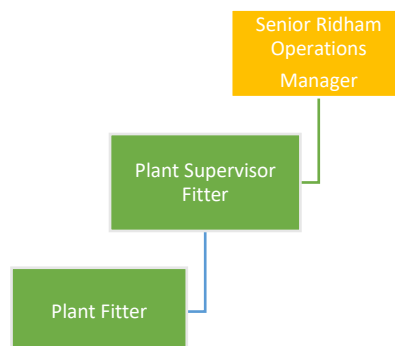 Senior Ridham
Operations
Manager
Plant Supervisor
Fitter
Plant Fitter